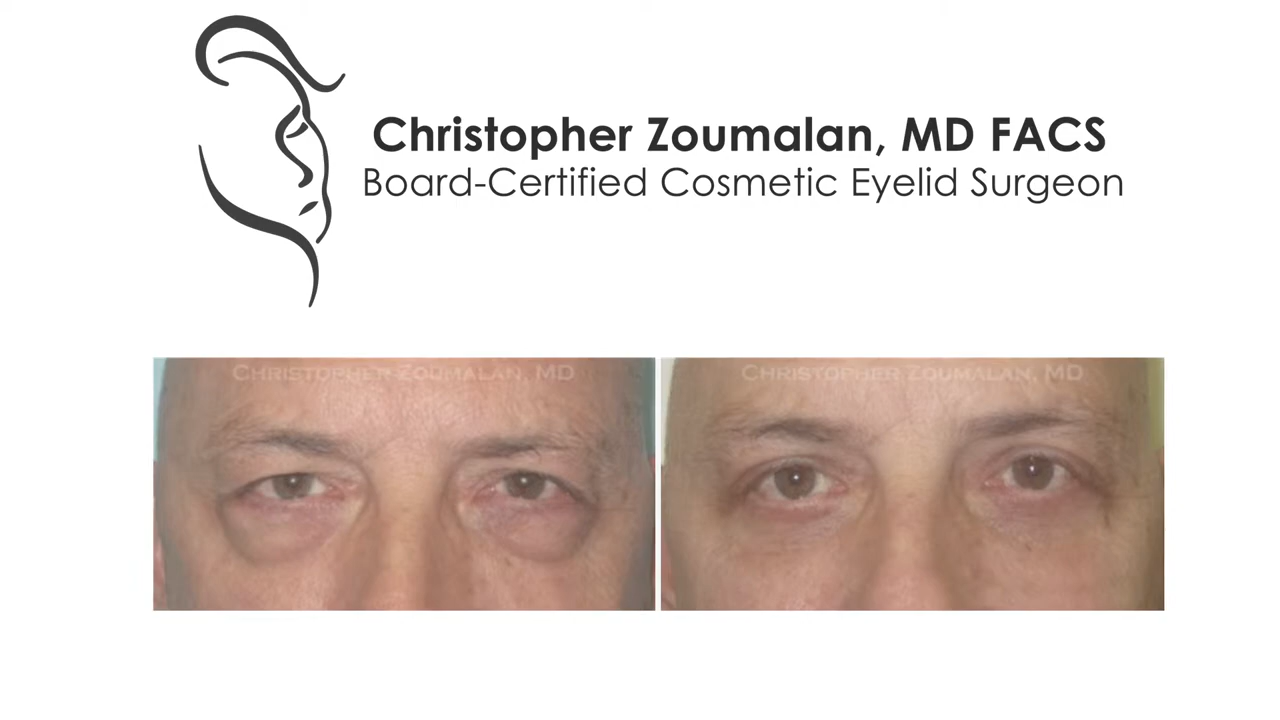 Christopher Zoumalan, MD FACS
Board-Certified Cosmetic Eyelid Surgeon
Christopher Zoumalan, MD
Christopher Zoumalan, MD